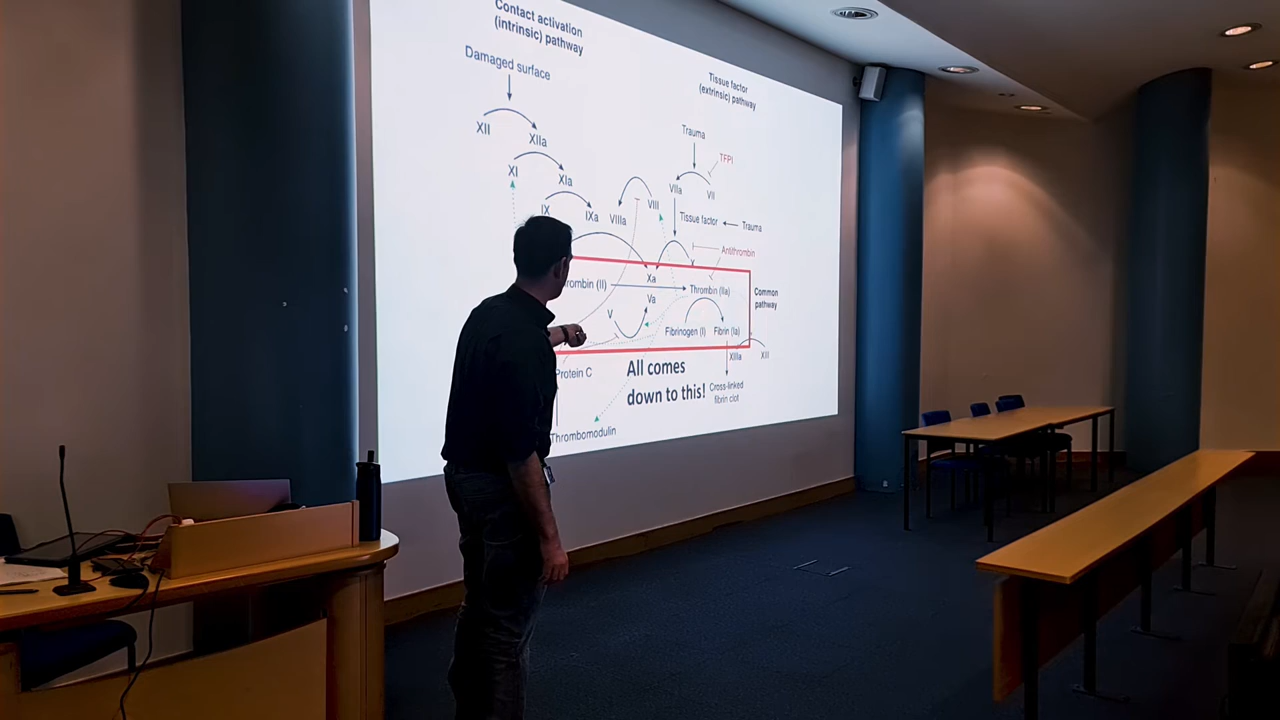 Contact activation
(intrinsic) pathway
Damaged surface
Tissue factor
(extrinsic) pathway
Trauma
TFPI
XII
XIIa
XI
XIa
VIIa
VII
IX
IXa
VIIIa
VIII
Tissue factor
Trauma
X
Antithrombin
Xa
rombin (II)
Thrombin (IIa)
Common
pathway
Va
V
Fibrinogen (I)
Fibrin (Ia)
XIIIa
XIII
Protein C
All comes
down to this!
Cross-linked
fibrin clot
Thrombomodulin